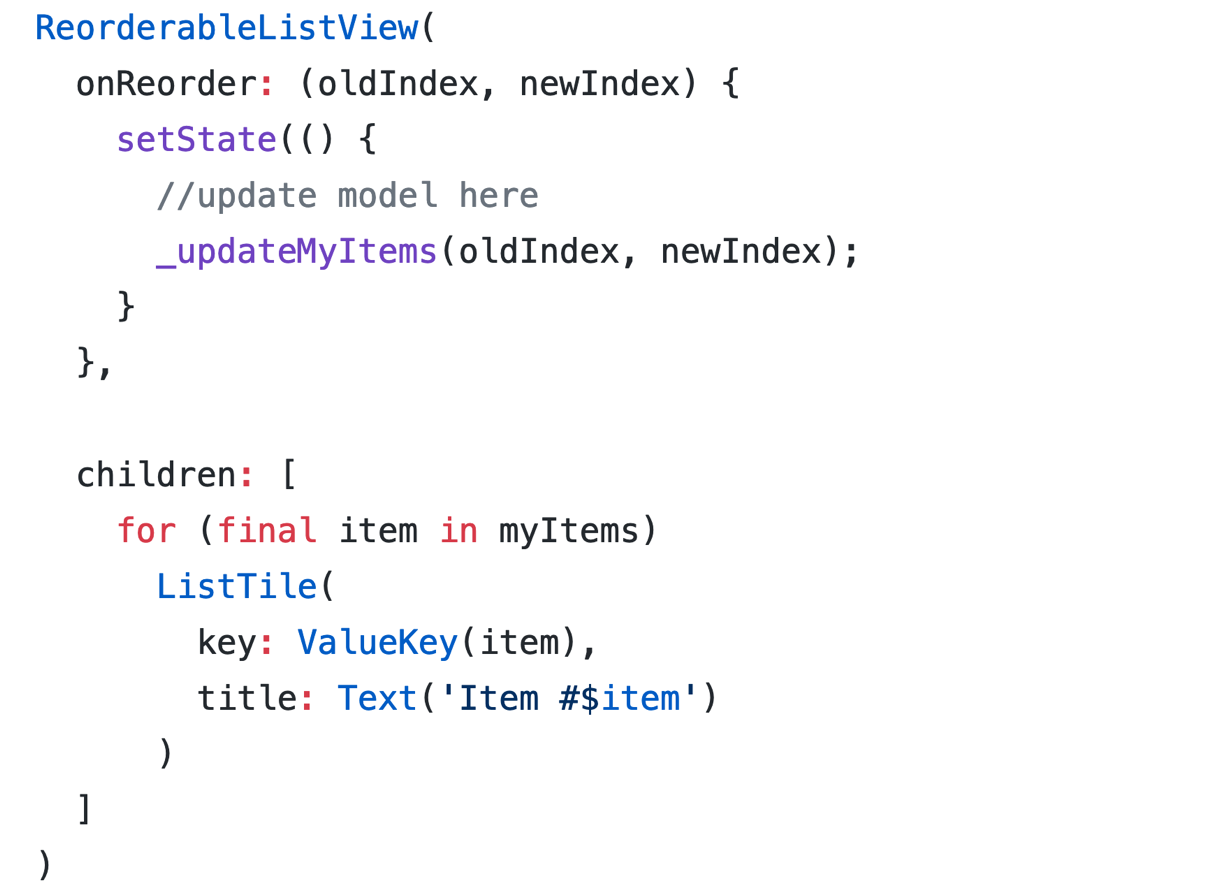 ReorderableListView(
  onReorder: (oldIndex, newIndex) {
    setState(() {
      //update model here
      _updateMyItems(oldIndex, newIndex);
    }
  },

  children: [
    for (final item in myItems)
      ListTile(
        key: ValueKey(item),
        title: Text('Item #$item')
      )
  ]
)